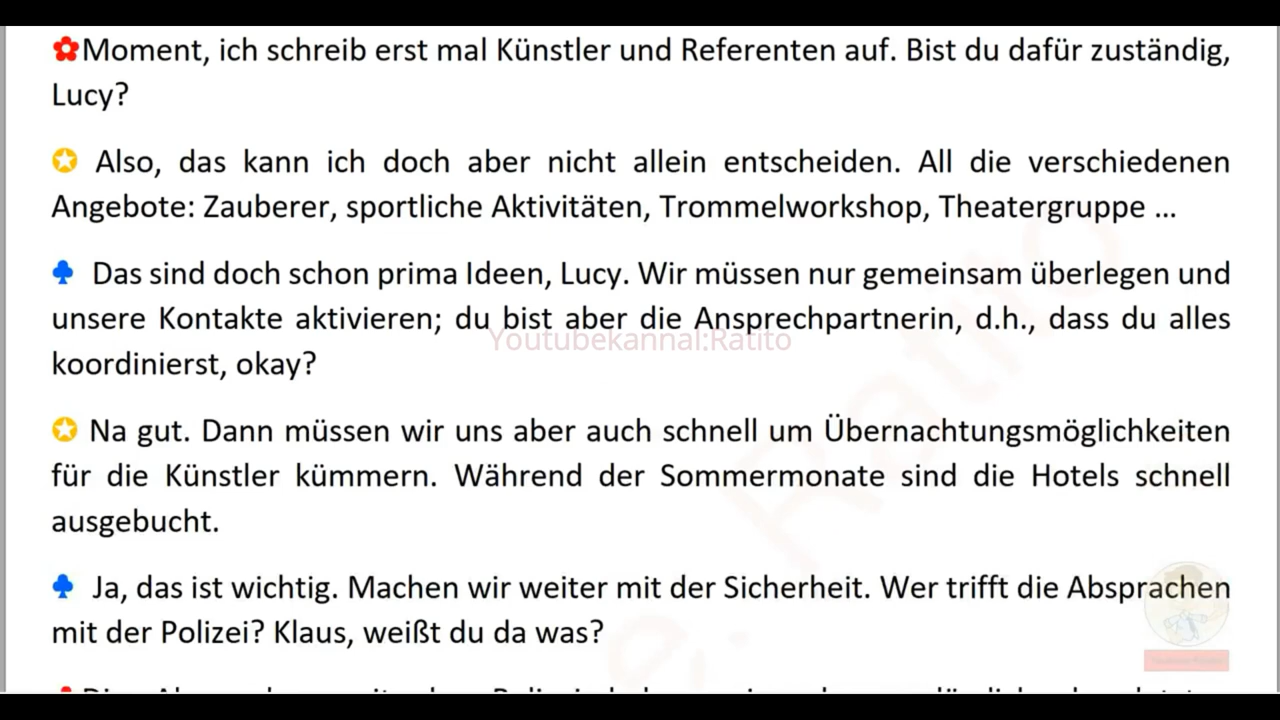 Moment, ich schreib erst mal Künstler und Referenten auf. Bist du dafür zuständig,
Lucy?
Also, das kann ich doch aber nicht allein entscheiden. All die verschiedenen
Angebote: Zauberer, sportliche Aktivitäten, Trommelworkshop, Theatergruppe ...
Das sind doch schon prima Ideen, Lucy. Wir müssen nur gemeinsam überlegen und
unsere Kontakte aktivieren; du bist aber die Ansprechpartnerin, d.h., dass du alles
Youtubekannal:Ratito
koordinierst, okay?
Na gut. Dann müssen wir uns aber auch schnell um Übernachtungsmöglichkeiten
für die Künstler kümmern. Während der Sommermonate sind die Hotels schnell
ausgebucht.
Ja, das ist wichtig. Machen wir weiter mit der Sicherheit. Wer trifft die Absprachen
mit der Polizei? Klaus, weißt du da was?